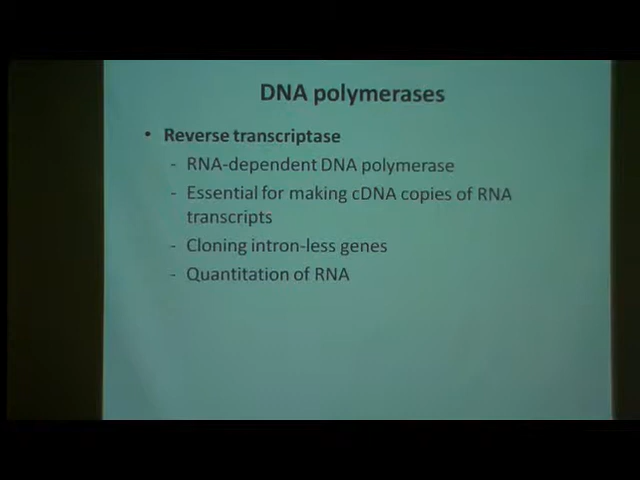 DNA polymerases
• Reverse transcriptase
- RNA-dependent DNA polymerase
- Essential for making cDNA copies of RNA
transcripts
- Cloning intron-less genes
- Quantitation of RNA